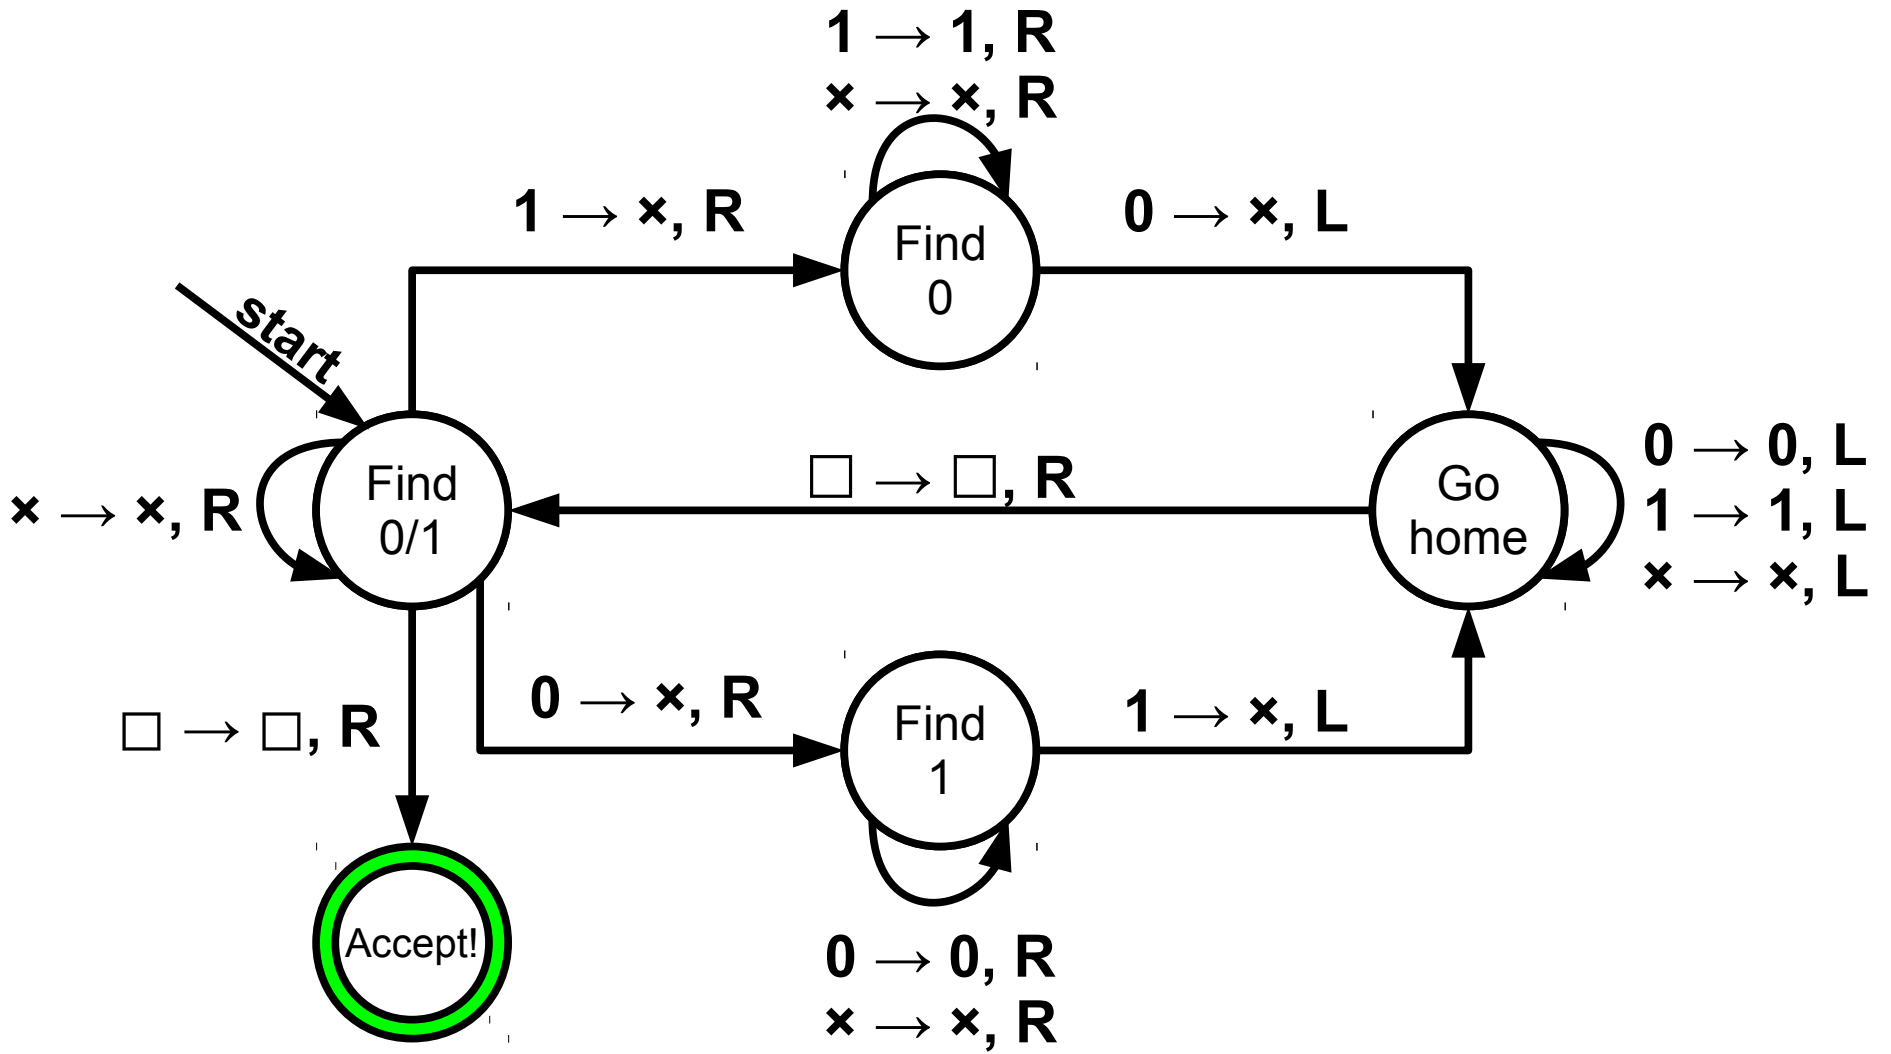 1 → 1, R
× → ×, R
1 → ×, R
Find
0
0 → ×, L
start
× → ×, R
Find
0/1
□ → □, R
Go
home
0 → 0, L
1 → 1, L
× → ×, L
□ → □, R
0 → ×, R
Find
1
1 → ×, L
Accept!
0 → 0, R
× → ×, R